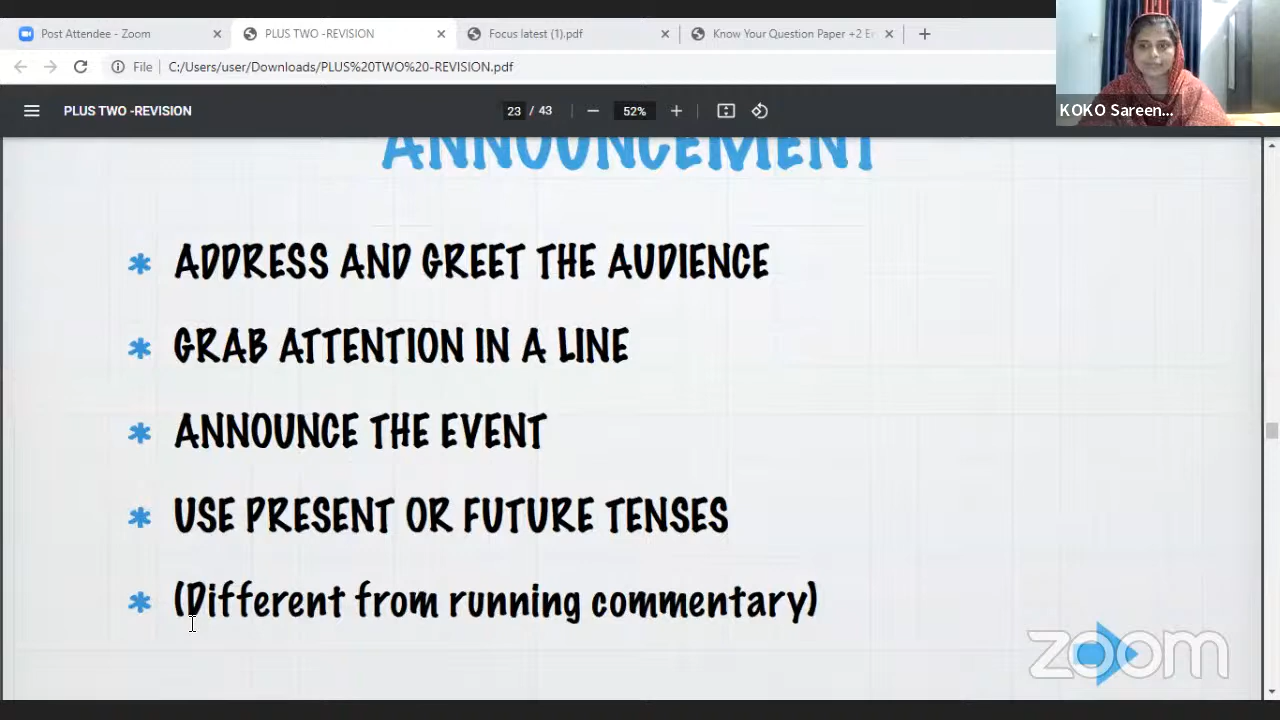 Post Attendee - Zoom
PLUS TWO -REVISION
Focus latest (1).pdf
Know Your Question Paper +2 En
File
C:/Users/user/Downloads/PLUS%20TWO%20-REVISION.pdf
PLUS TWO -REVISION
23 / 43
52%
KOKO Sareen...
ANNOUNCEMENT
* ADDRESS AND GREET THE AUDIENCE
* GRAB ATTENTION IN A LINE
* ANNOUNCE THE EVENT
* USE PRESENT OR FUTURE TENSES
* (Different from running commentary)
zoom